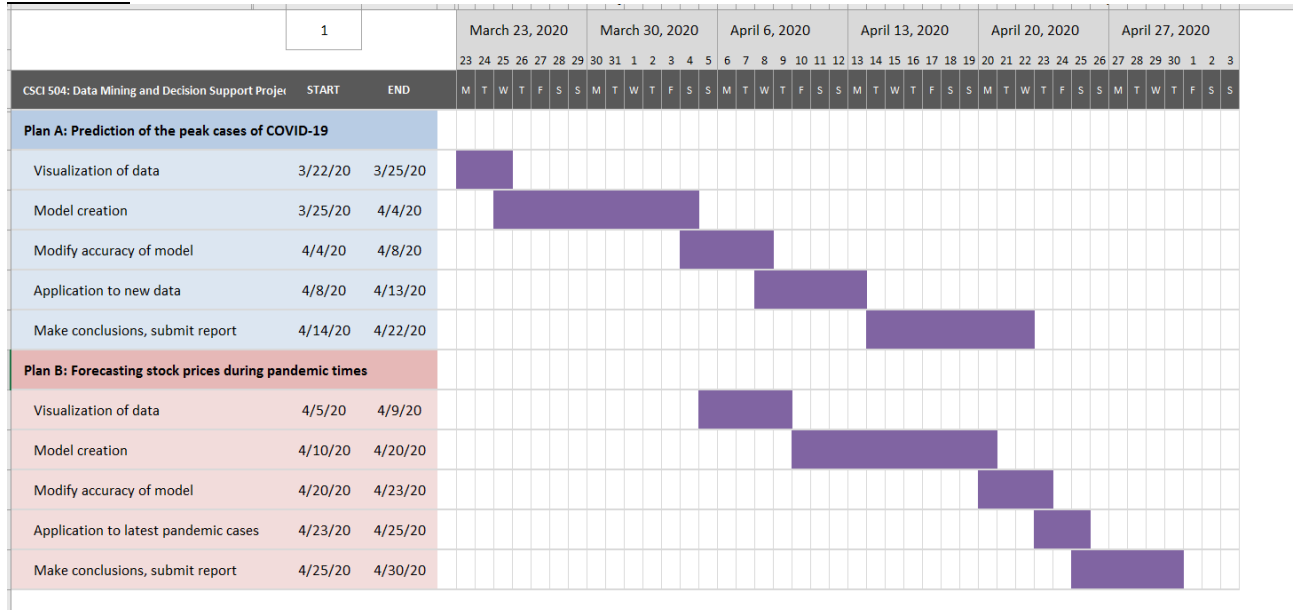 1 March 23, 2020 March 30, 2020 April 6, 2020 April 13, 2020 April 20, 2020 April 27, 2020
23 24 25 26 27 28 29 30 31 1 2 3 4 5 6 7 8 9 10 11 12 13 14 15 16 17 18 19 20 21 22 23 24 25 26 27 28 29 30 1 2 3
CSCI 504: Data Mining and Decision Support Projec START END M T W T F S S M T W T F S S M T W T F S S M T W T F S S M T W T F S S M T W T F S S
Plan A: Prediction of the peak cases of COVID-19
Visualization of data 3/22/20 3/25/20
Model creation 3/25/20 4/4/20
Modify accuracy of model 4/4/20 4/8/20
Application to new data 4/8/20 4/13/20
Make conclusions, submit report 4/14/20 4/22/20
Plan B: Forecasting stock prices during pandemic times
Visualization of data 4/5/20 4/9/20
Model creation 4/10/20 4/20/20
Modify accuracy of model 4/20/20 4/23/20
Application to latest pandemic cases 4/23/20 4/25/20
Make conclusions, submit report 4/25/20 4/30/20